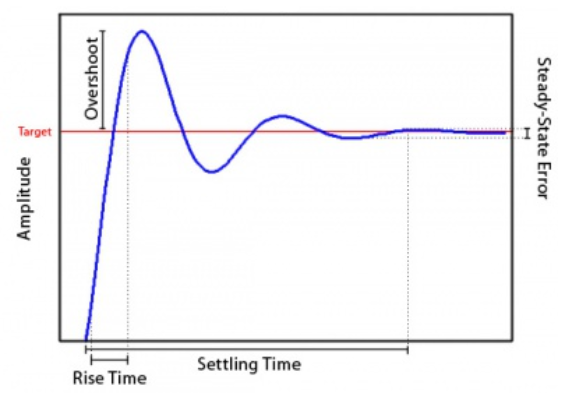 Overshoot
Target
Amplitude
Steady-State Error
Settling Time
Rise Time